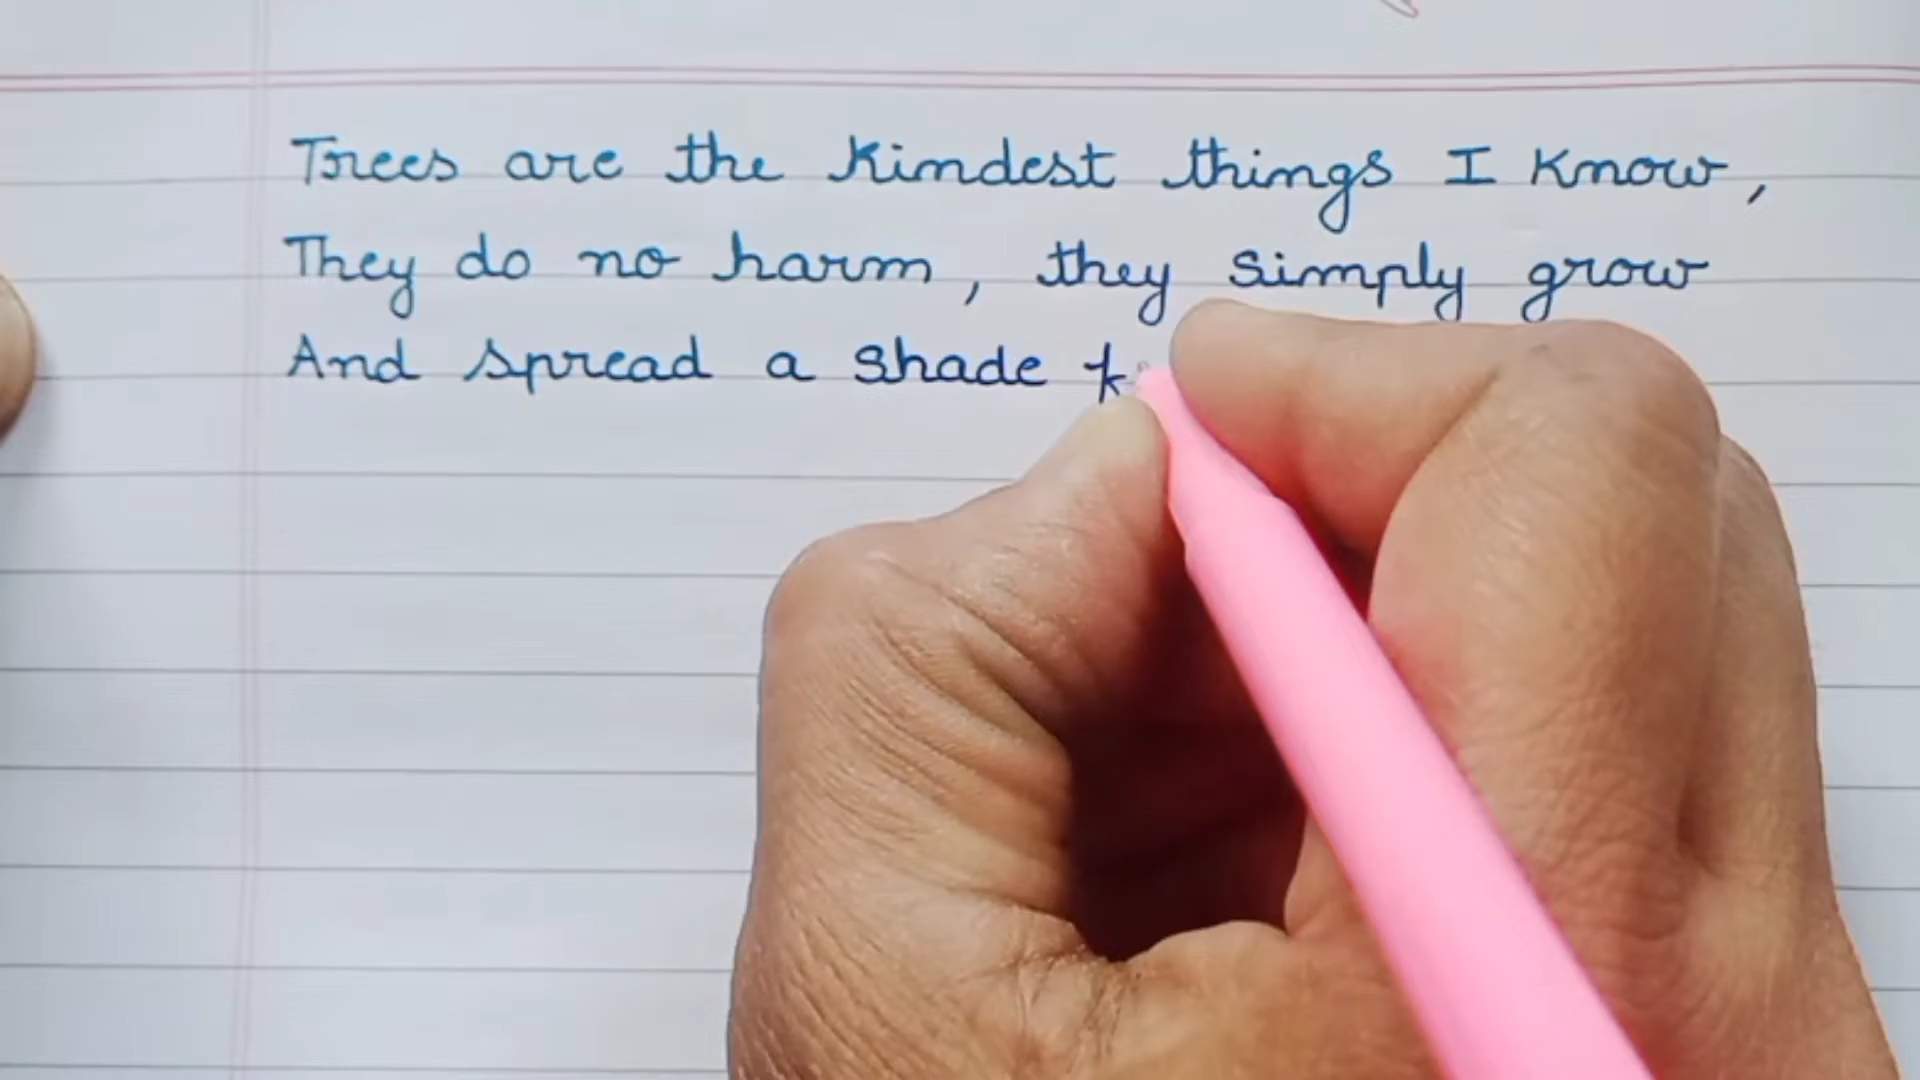 Trees are the kindest things I know,
They do no harm, they simply grow
And spread a shade